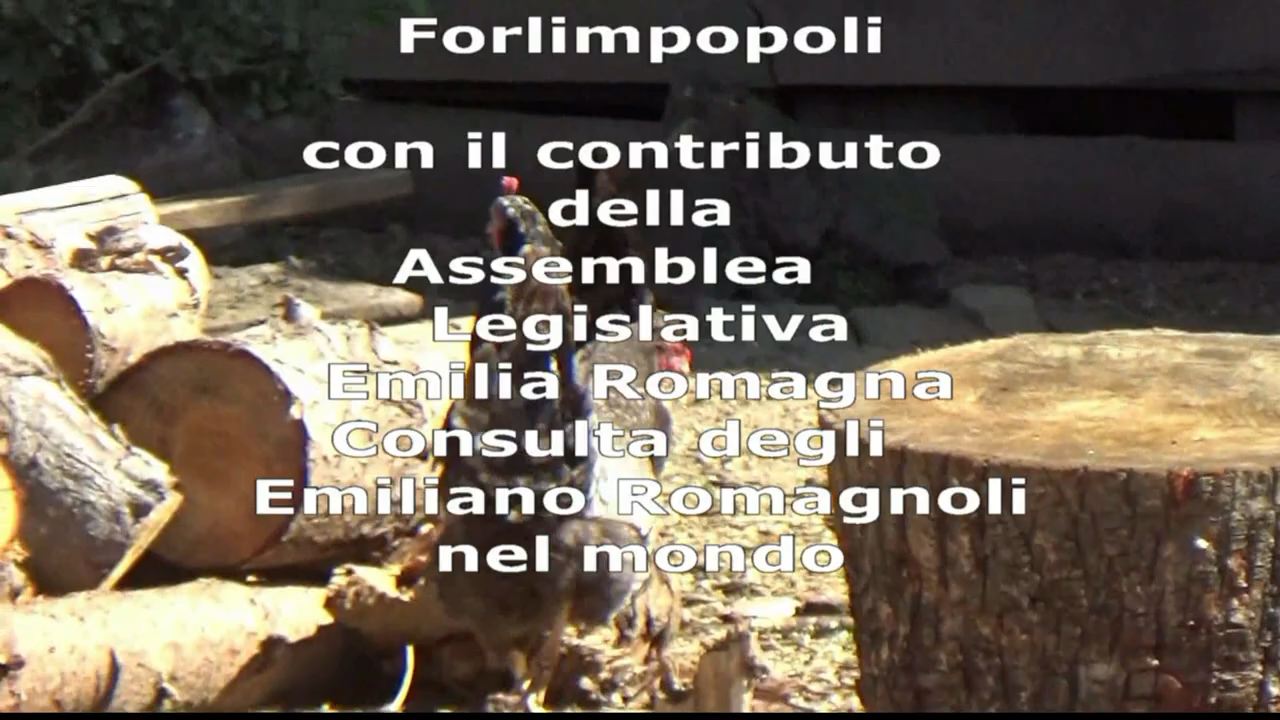 Forlimpopoli
con il contributo
della
Assemblea
Legislativa
Emilia Romagna
Consulta degli
Emiliano Romagnoli
nel mondo